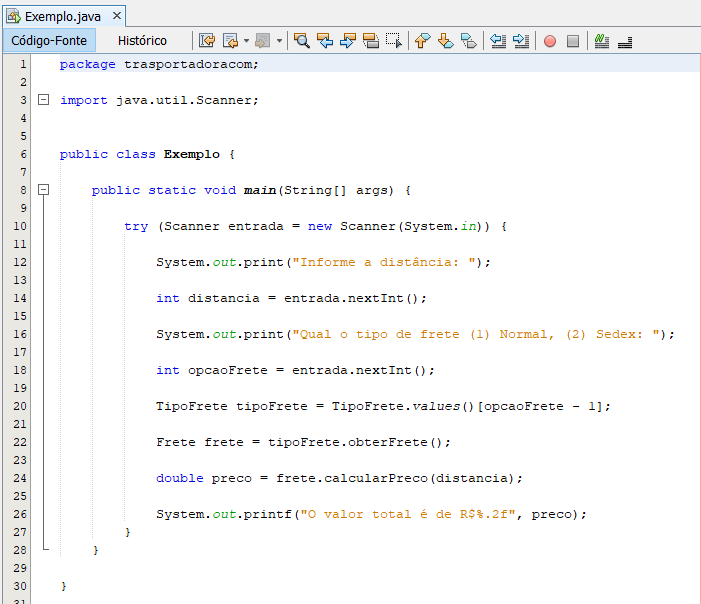 Exemplo.java
Código-Fonte Histórico
1 package trasportadoracom;
2
3 import java.util.Scanner;
4
5
6 public class Exemplo {
7
8 public static void main(String[] args) {
9
10 try (Scanner entrada = new Scanner(System.in)) {
11
12 System.out.print("Informe a distância: ");
13
14 int distancia = entrada.nextInt();
15
16 System.out.print("Qual o tipo de frete (1) Normal, (2) Sedex: ");
17
18 int opcaoFrete = entrada.nextInt();
19
20 TipoFrete tipoFrete = TipoFrete.values()[opcaoFrete - 1];
21
22 Frete frete = tipoFrete.obterFrete();
23
24 double preco = frete.calcularPreco(distancia);
25
26 System.out.printf("O valor total é de R$%.2f", preco);
27 }
28 }
29
30 }
31